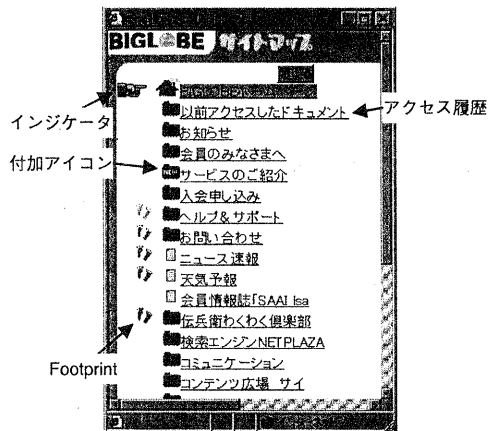 BIGLOBE サイトマップ
以前アクセスしたドキュメント
アクセス履歴
インジケータ
お知らせ
会員のみなさまへ
付加アイコン
サービスのご紹介
入会申し込み
ヘルプ&サポート
お問い合わせ
ニュース速報
天気予報
会員情報誌「SAAI Isa
伝兵衛わくわく倶楽部
検索エンジンNETPLAZA
Footprint
コミュニケーション
コンテンツ広場 サイ